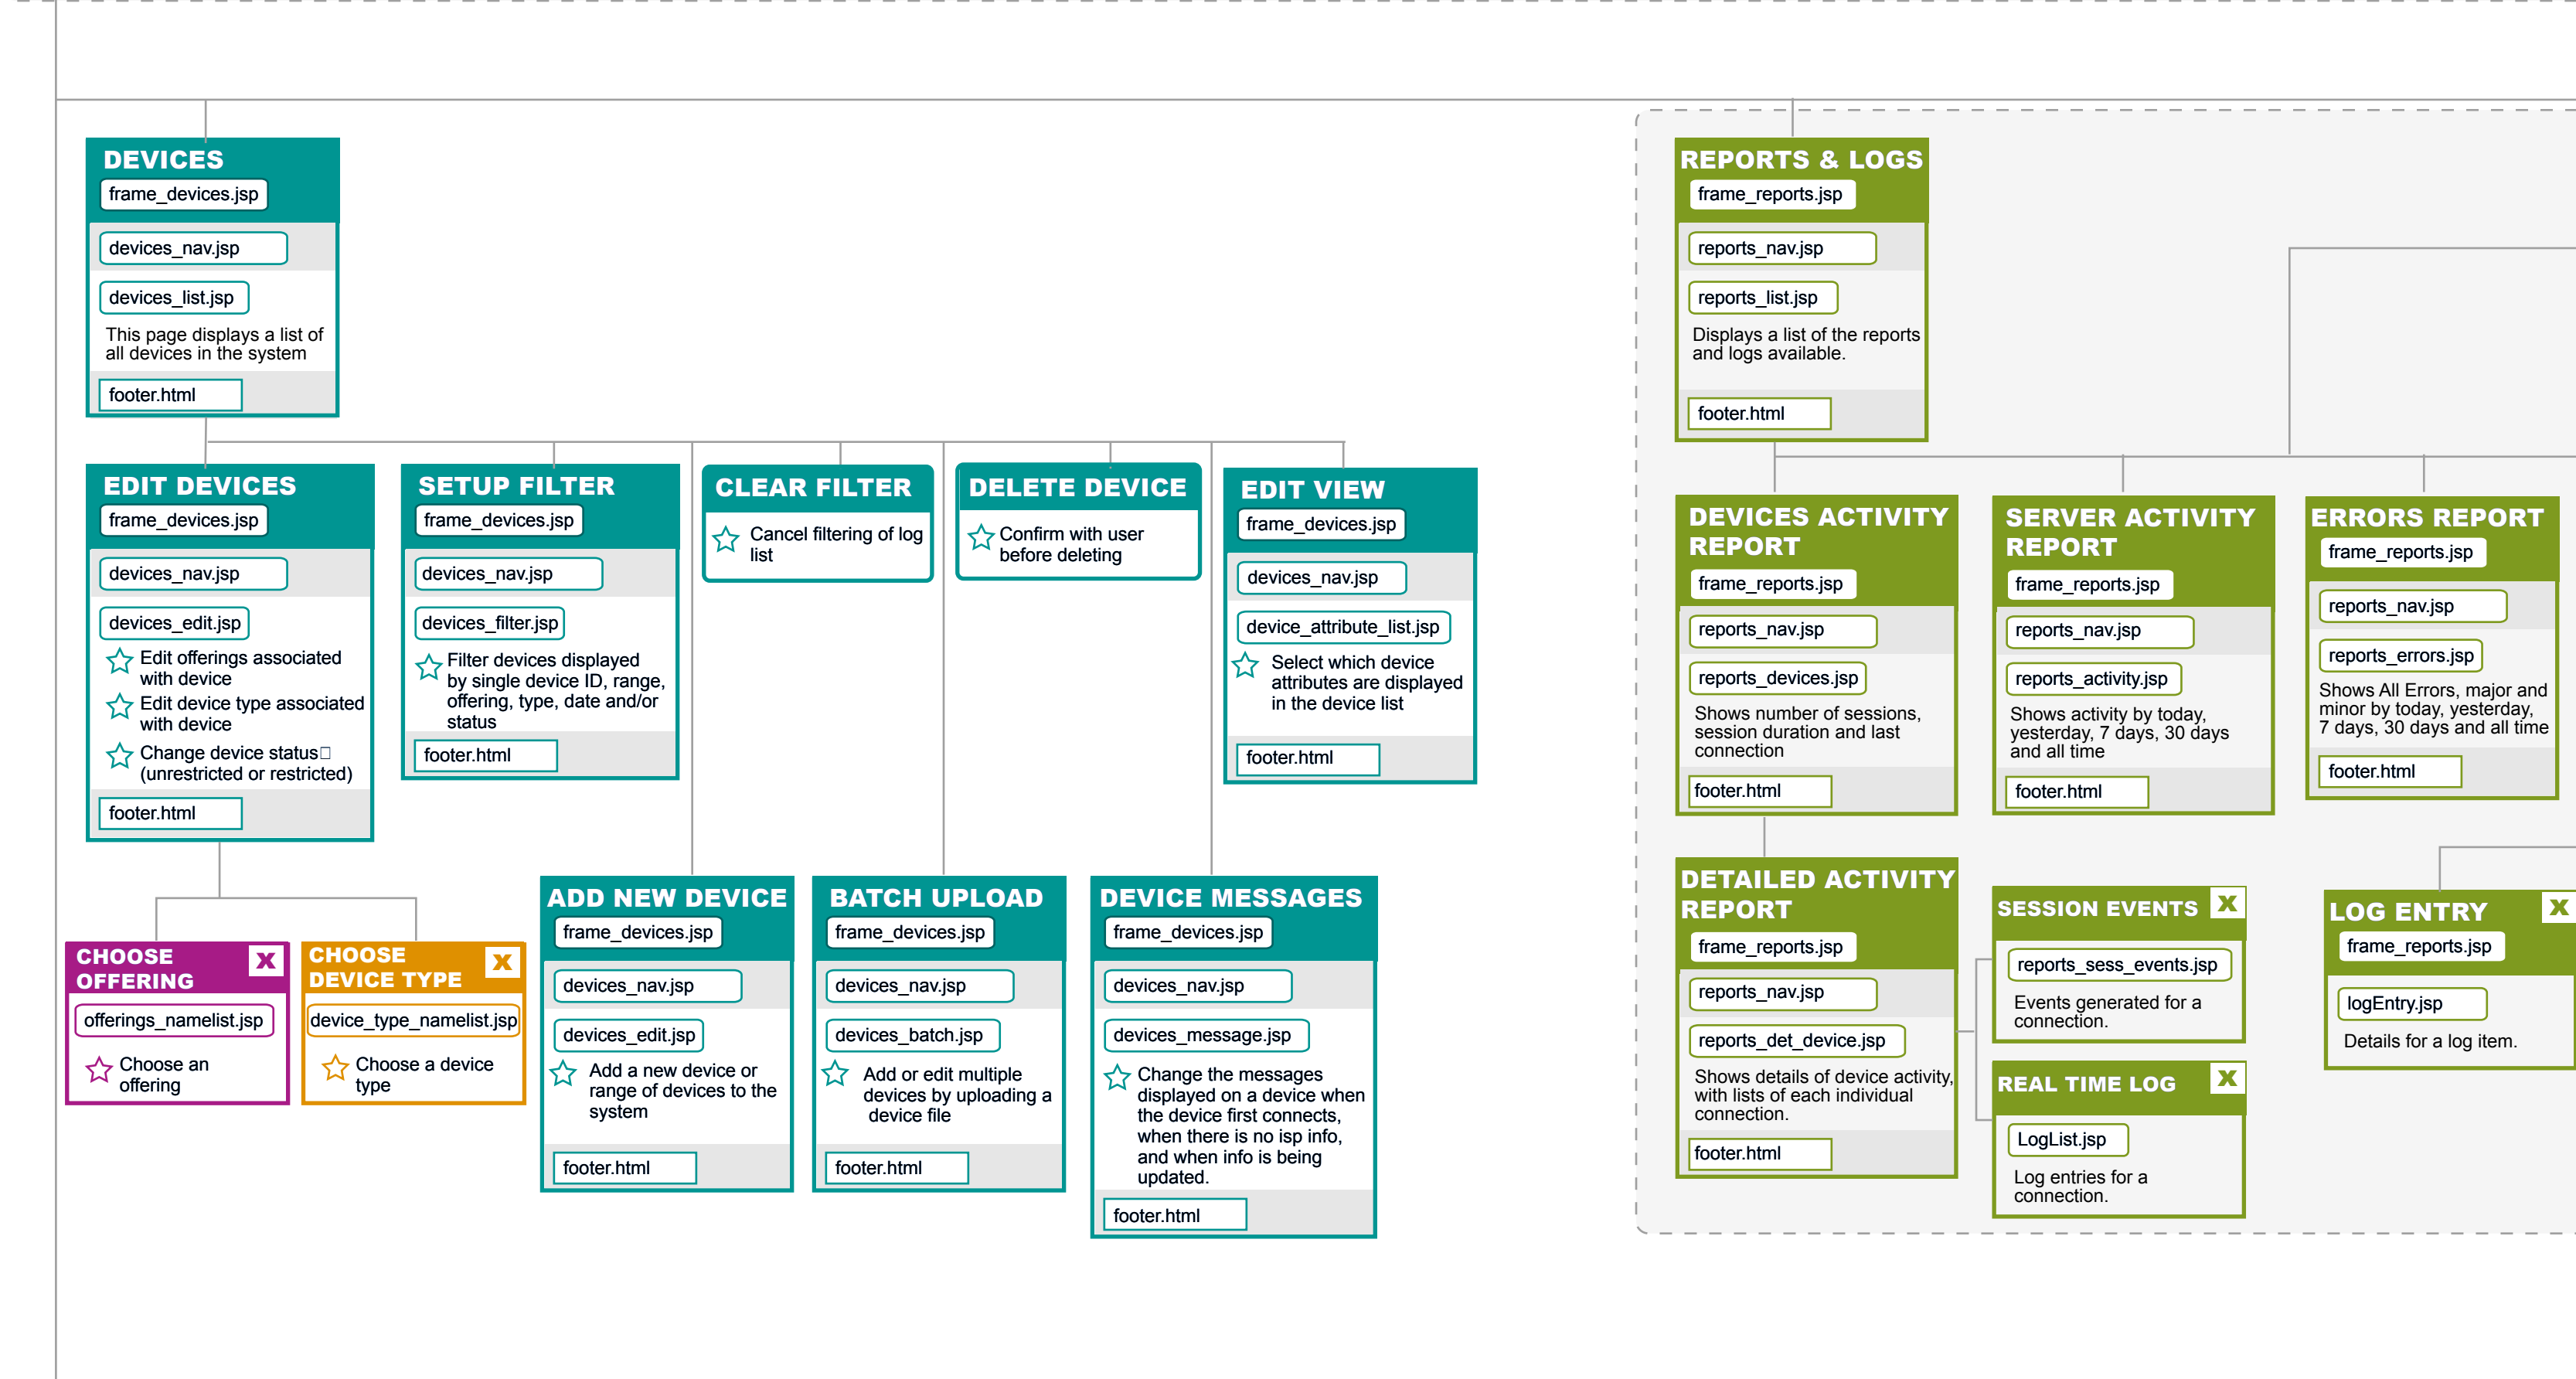 DEVICES
frame_devices.jsp
devices_nav.jsp
devices_list.jsp
This page displays a list of
all devices in the system
footer.html
REPORTS & LOGS
frame_reports.jsp
reports_nav.jsp
reports_list.jsp
Displays a list of the reports
and logs available.
footer.html
EDIT DEVICES
frame_devices.jsp
devices_nav.jsp
devices_edit.jsp
Edit offerings associated
with device
Edit device type associated
with device
Change device status
(unrestricted or restricted)
footer.html
SETUP FILTER
frame_devices.jsp
devices_nav.jsp
devices_filter.jsp
Filter devices displayed
by single device ID, range,
offering, type, date and/or
status
footer.html
CLEAR FILTER
Cancel filtering of log
list
DELETE DEVICE
Confirm with user
before deleting
EDIT VIEW
frame_devices.jsp
devices_nav.jsp
device_attribute_list.jsp
Select which device
attributes are displayed
in the device list
footer.html
DEVICES ACTIVITY
REPORT
frame_reports.jsp
reports_nav.jsp
reports_devices.jsp
Shows number of sessions,
session duration and last
connection
footer.html
SERVER ACTIVITY
REPORT
frame_reports.jsp
reports_nav.jsp
reports_activity.jsp
Shows activity by today,
yesterday, 7 days, 30 days
and all time
footer.html
ERRORS REPORT
frame_reports.jsp
reports_nav.jsp
reports_errors.jsp
Shows All Errors, major and
minor by today, yesterday,
7 days, 30 days and all time
footer.html
CHOOSE
OFFERING
X
offerings_namelist.jsp
Choose an
offering
CHOOSE
DEVICE TYPE
X
device_type_namelist.jsp
Choose a device
type
ADD NEW DEVICE
frame_devices.jsp
devices_nav.jsp
devices_edit.jsp
Add a new device or
range of devices to the
system
footer.html
BATCH UPLOAD
frame_devices.jsp
devices_nav.jsp
devices_batch.jsp
Add or edit multiple
devices by uploading a
device file
footer.html
DEVICE MESSAGES
frame_devices.jsp
devices_nav.jsp
devices_message.jsp
Change the messages
displayed on a device when
the device first connects,
when there is no isp info,
and when info is being
updated.
footer.html
DETAILED ACTIVITY
REPORT
frame_reports.jsp
reports_nav.jsp
reports_det_device.jsp
Shows details of device activity,
with lists of each individual
connection.
footer.html
SESSION EVENTS
X
reports_sess_events.jsp
Events generated for a
connection.
REAL TIME LOG
X
LogList.jsp
Log entries for a
connection.
LOG ENTRY
X
frame_reports.jsp
logEntry.jsp
Details for a log item.